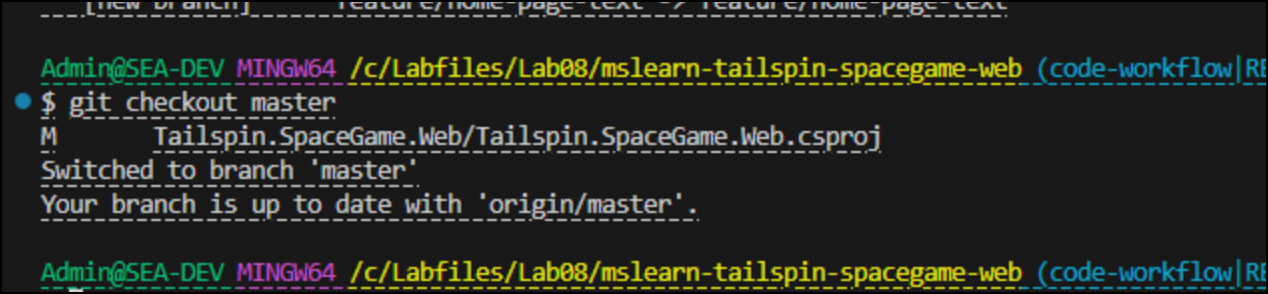 [new branch]      feature/home-page-text -> feature/home-page-text
Admin@SEA-DEV MINGW64 /c/Labfiles/Lab08/mslearn-tailspin-spacegame-web (code-workflow|RE
$ git checkout master
M       Tailspin.SpaceGame.Web/Tailspin.SpaceGame.Web.csproj
Switched to branch 'master'
Your branch is up to date with 'origin/master'.
Admin@SEA-DEV MINGW64 /c/Labfiles/Lab08/mslearn-tailspin-spacegame-web (code-workflow|RE